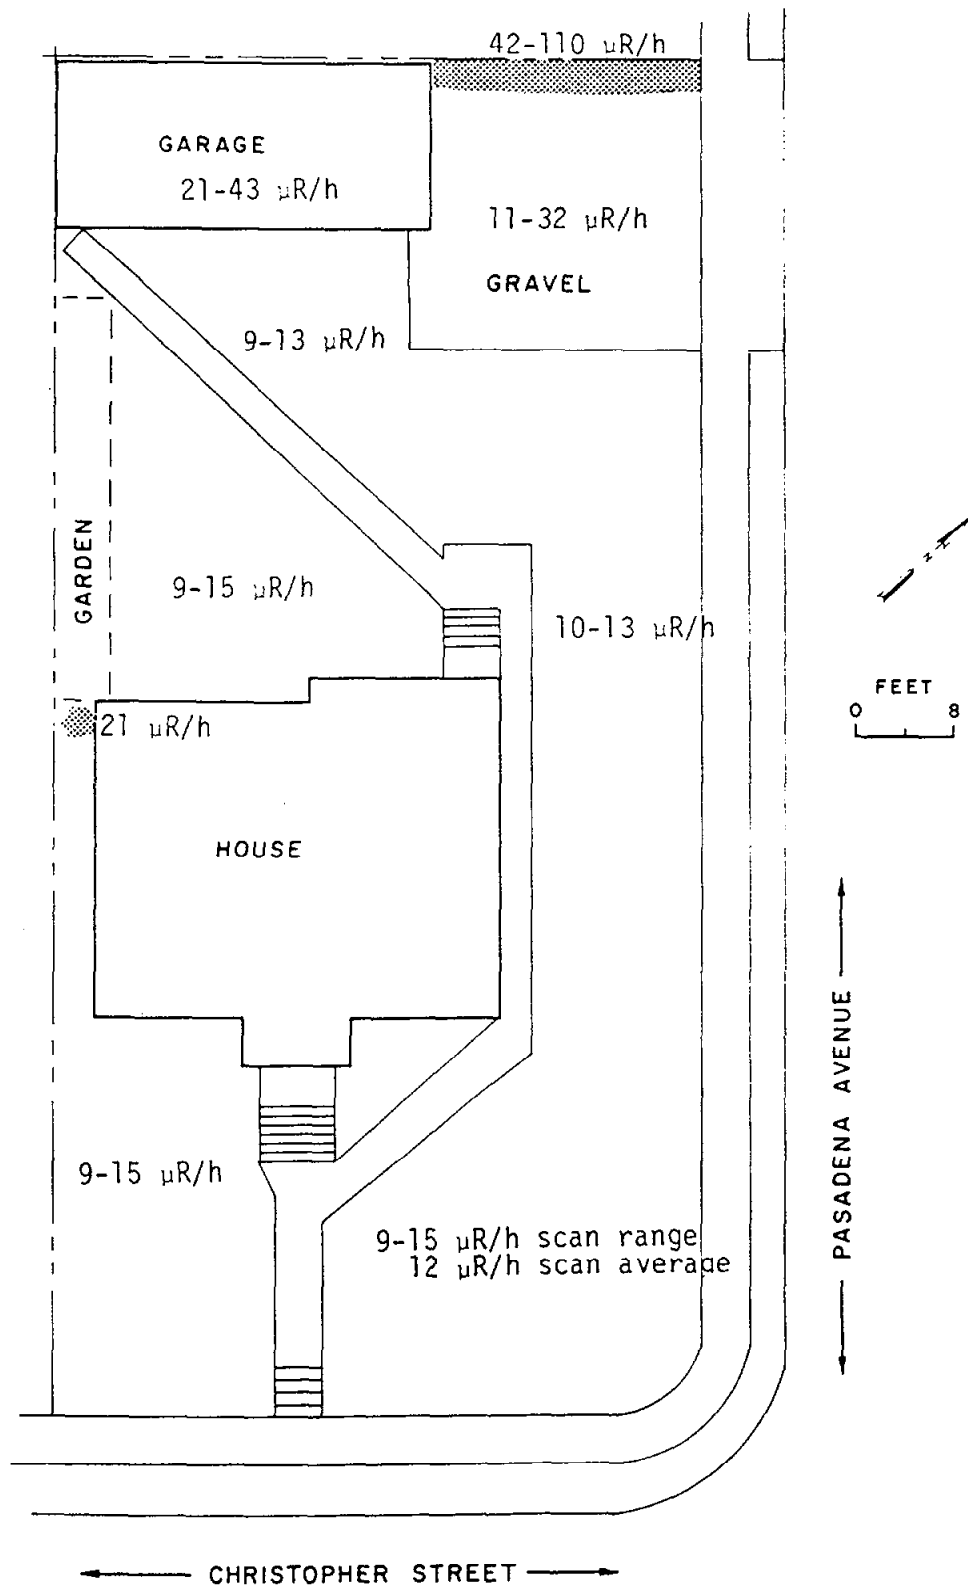 42-110 µR/h
GARAGE
21-43 µR/h
11-32 µR/h
GRAVEL
9-13 µR/h
GARDEN
9-15 µR/h
10-13 µR/h
N
FEET
0 8
21 µR/h
HOUSE
PASADENA AVENUE
9-15 µR/h
9-15 µR/h scan range
12 µR/h scan average
CHRISTOPHER STREET